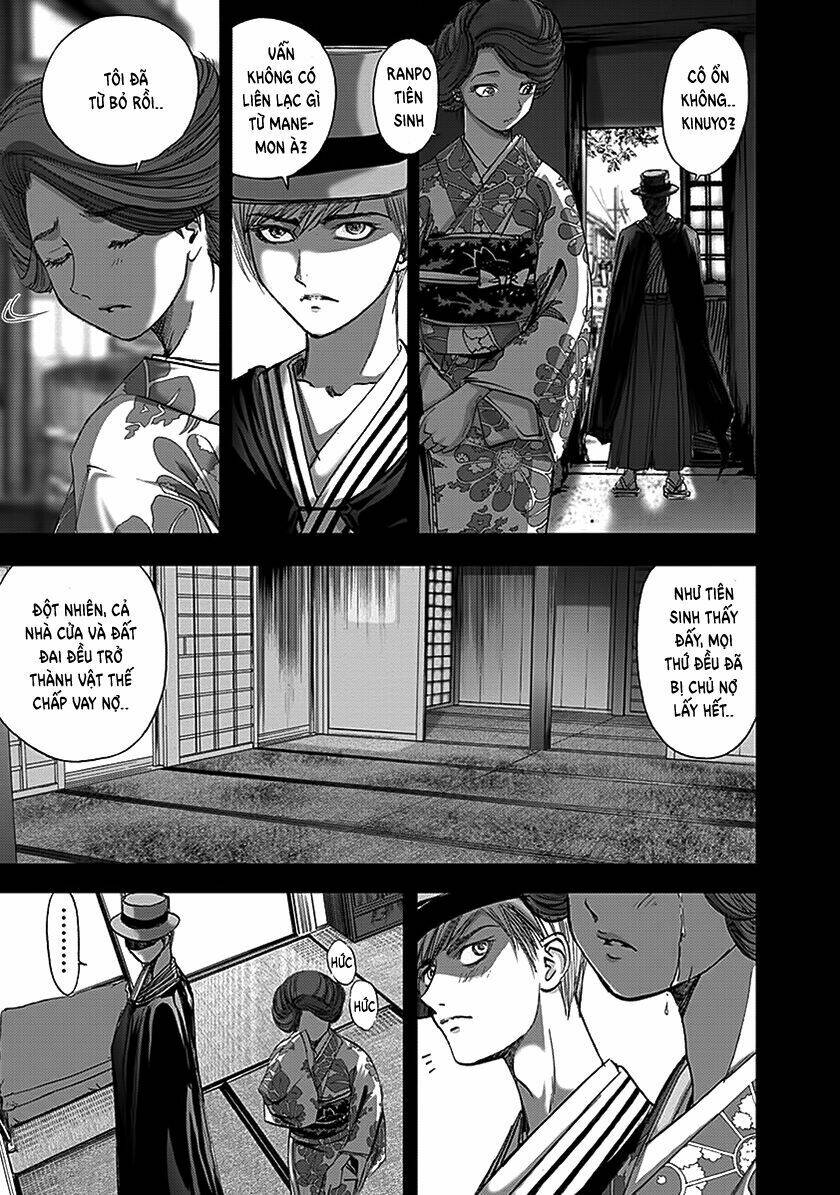 CÔ ỔN
KHÔNG..
KINUYO?
RANPO
TIÊN
SINH
VẪN
KHÔNG CÓ
LIÊN LẠC GÌ
TỪ MANE-
MON À?
TÔI ĐÃ
TỪ BỎ RỒI..
NHƯ TIÊN
SINH THẤY
ĐẤY, MỌI
THỨ ĐỀU ĐÃ
BỊ CHỦ NỢ
LẤY HẾT..
ĐỘT NHIÊN, CẢ
NHÀ CỬA VÀ ĐẤT
ĐAI ĐỀU TRỞ
THÀNH VẬT THẾ
CHẤP VAY NỢ..
HỨC
HỨC
......